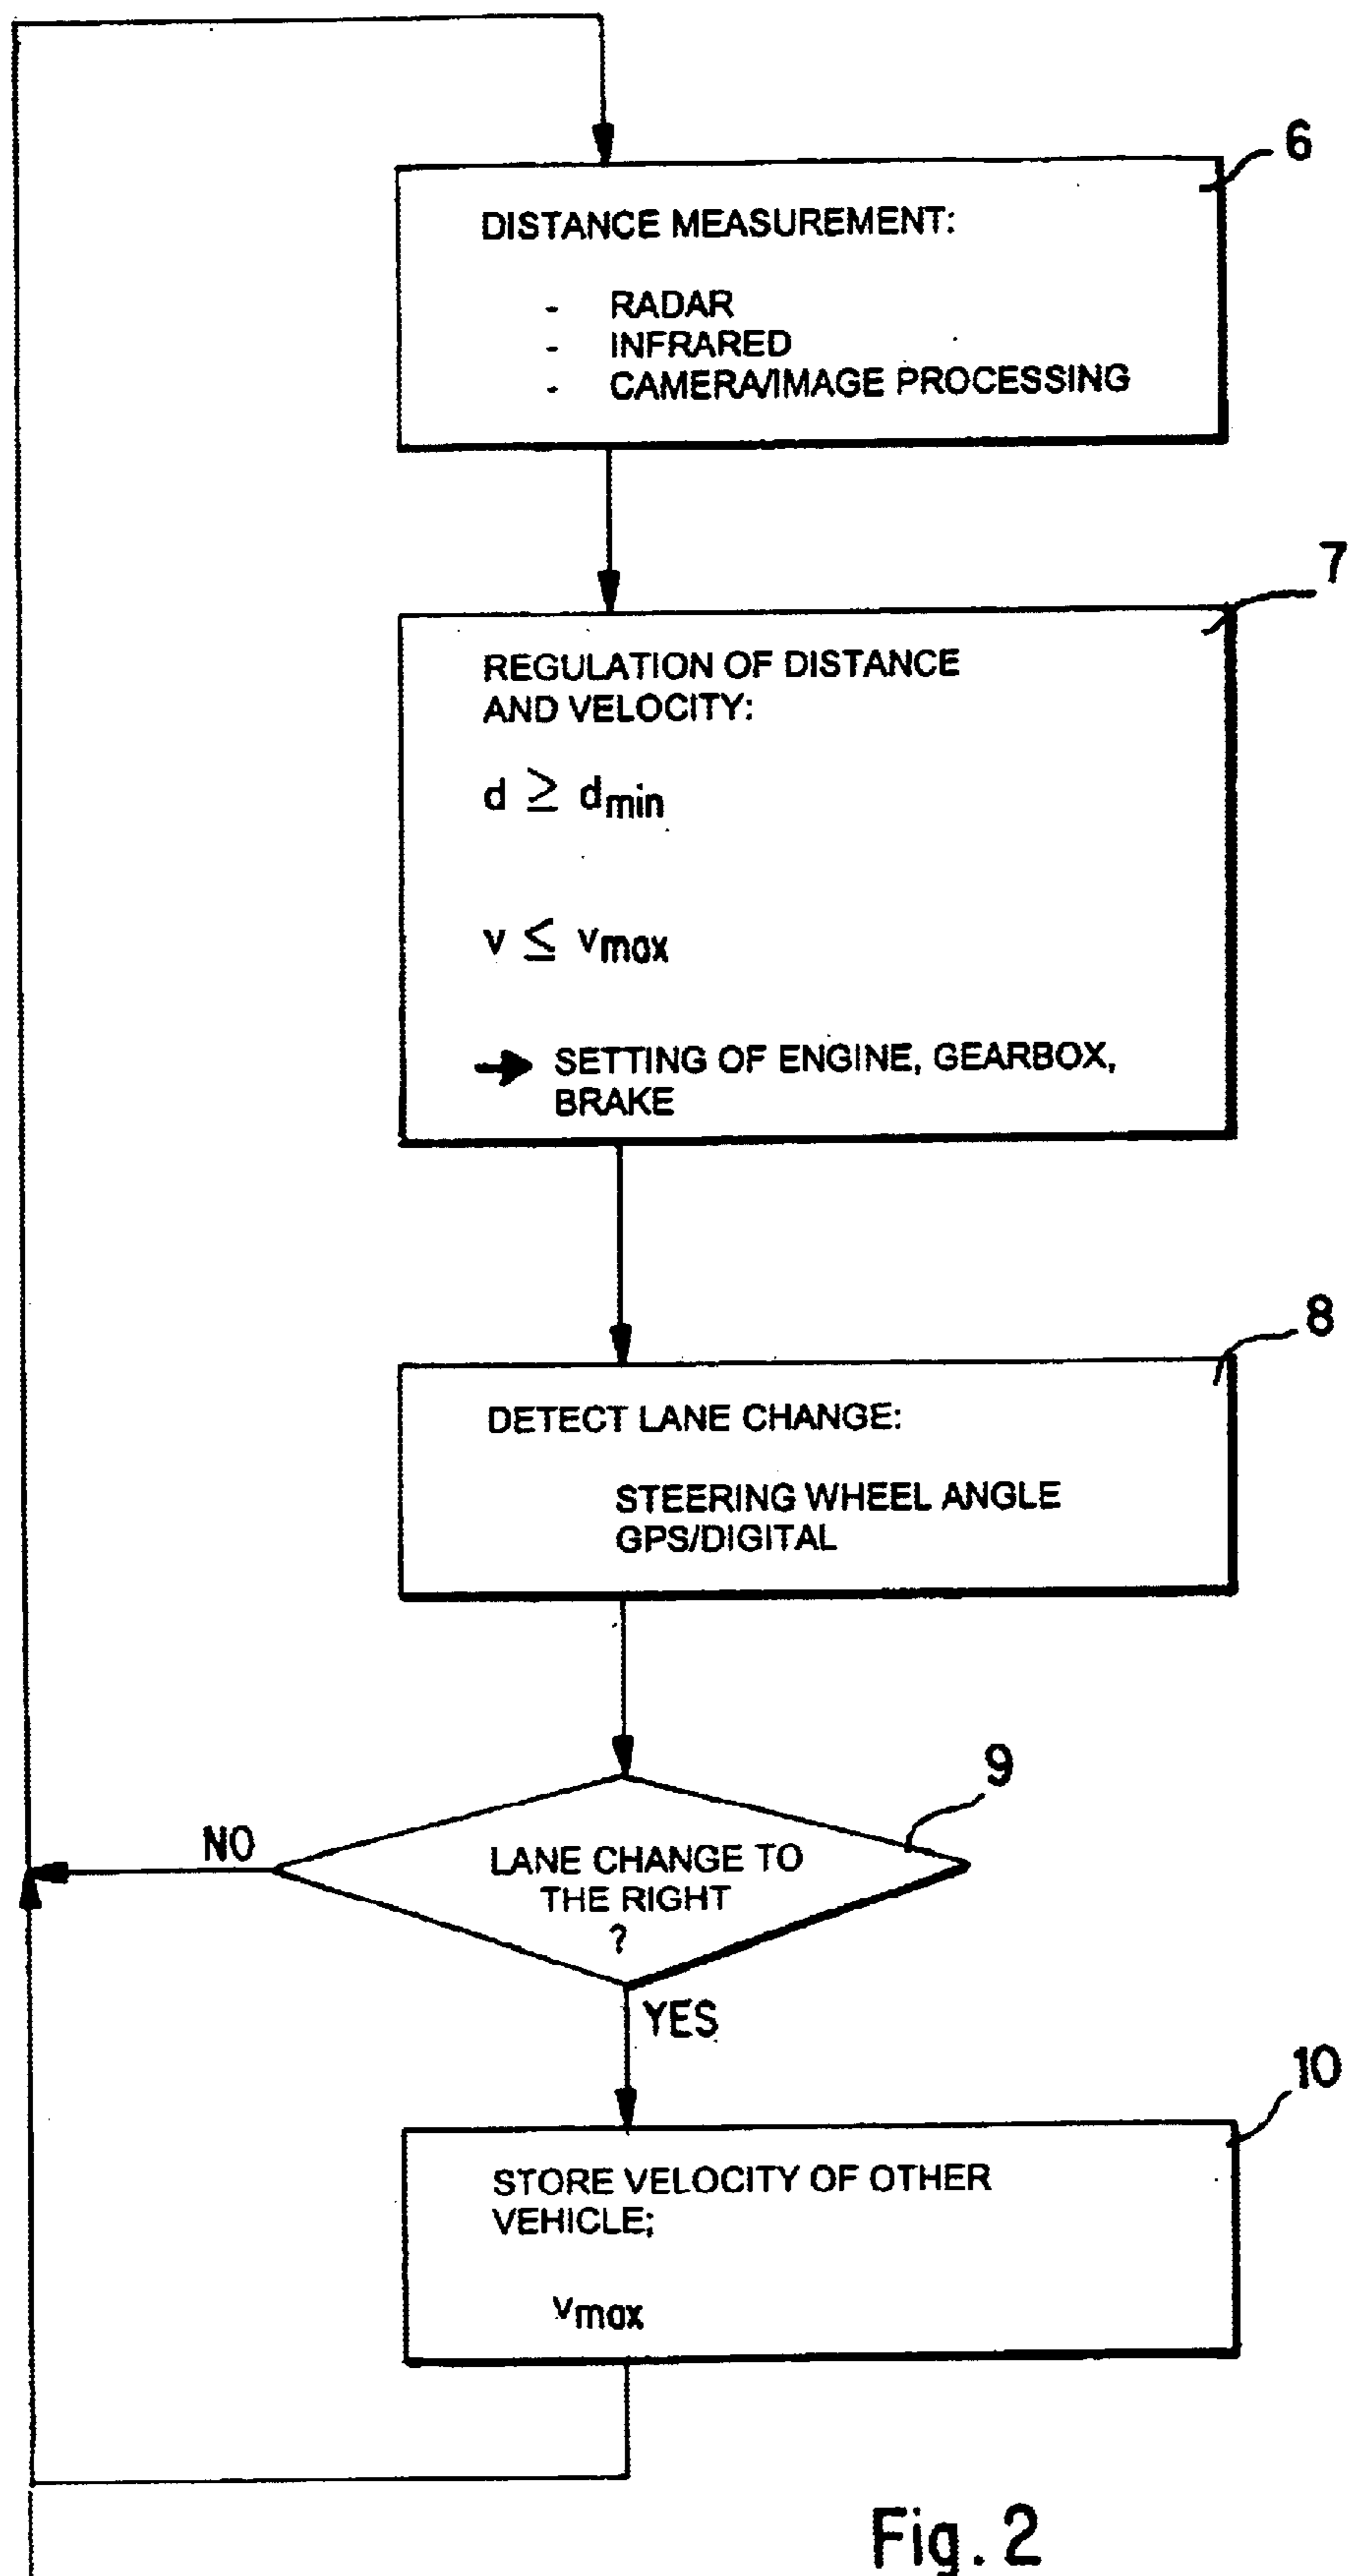 6
DISTANCE MEASUREMENT:
- RADAR
- INFRARED
- CAMERA/IMAGE PROCESSING
7
REGULATION OF DISTANCE
AND VELOCITY:
d ≥ dmin
v ≤ vmax
→ SETTING OF ENGINE, GEARBOX,
BRAKE
8
DETECT LANE CHANGE:
STEERING WHEEL ANGLE
GPS/DIGITAL
9
NO
LANE CHANGE TO
THE RIGHT
?
YES
10
STORE VELOCITY OF OTHER
VEHICLE;
vmax
Fig. 2